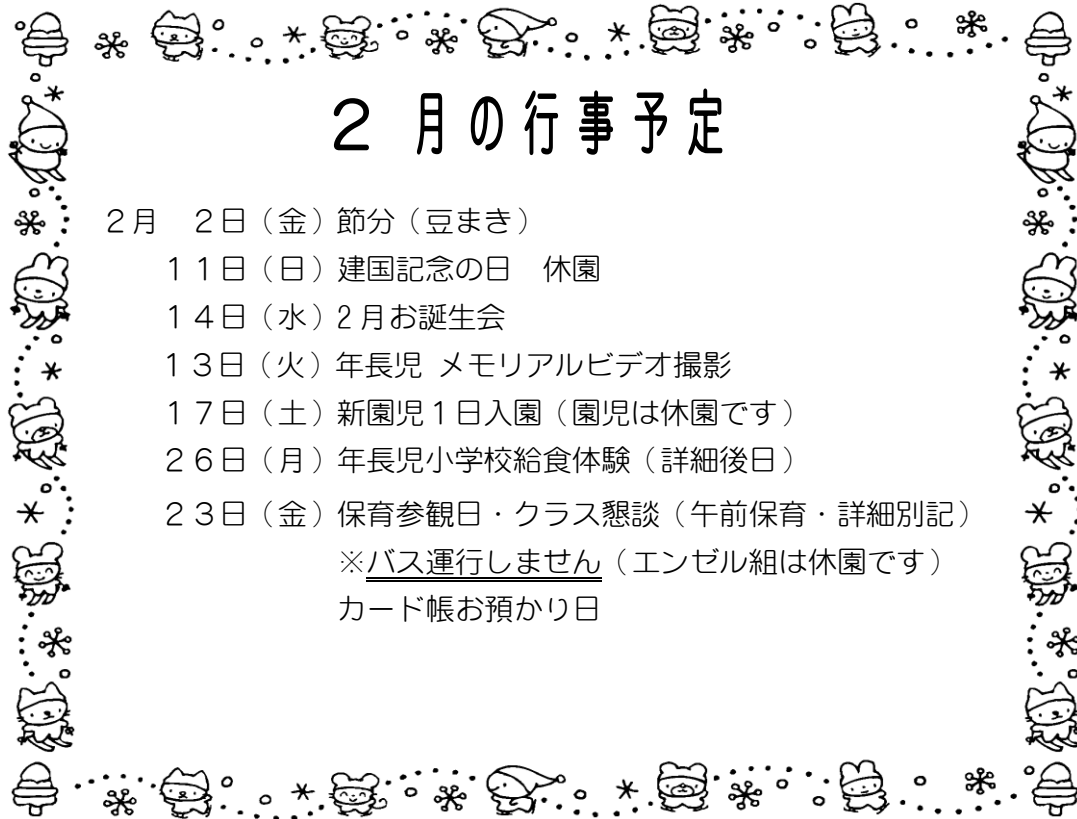 ２月の行事予定
２月　２日（金）節分（豆まき）
１１日（日）建国記念の日　休園
１４日（水）2月お誕生会
１３日（火）年長児 メモリアルビデオ撮影
１７日（土）新園児１日入園（園児は休園です）
２６日（月）年長児小学校給食体験（詳細後日）
２３日（金）保育参観日・クラス懇談（午前保育・詳細別記）
※バス運行しません（エンゼル組は休園です）
カード帳お預かり日